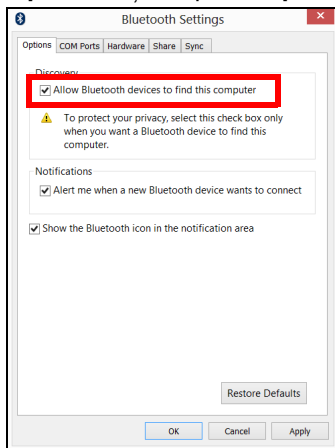 Bluetooth Settings
Options COM Ports Hardware Share Sync
Discovery
Allow Bluetooth devices to find this computer
To protect your privacy, select this check box only
when you want a Bluetooth device to find this
computer.
Notifications
Alert me when a new Bluetooth device wants to connect
Show the Bluetooth icon in the notification area
Restore Defaults
OK Cancel Apply